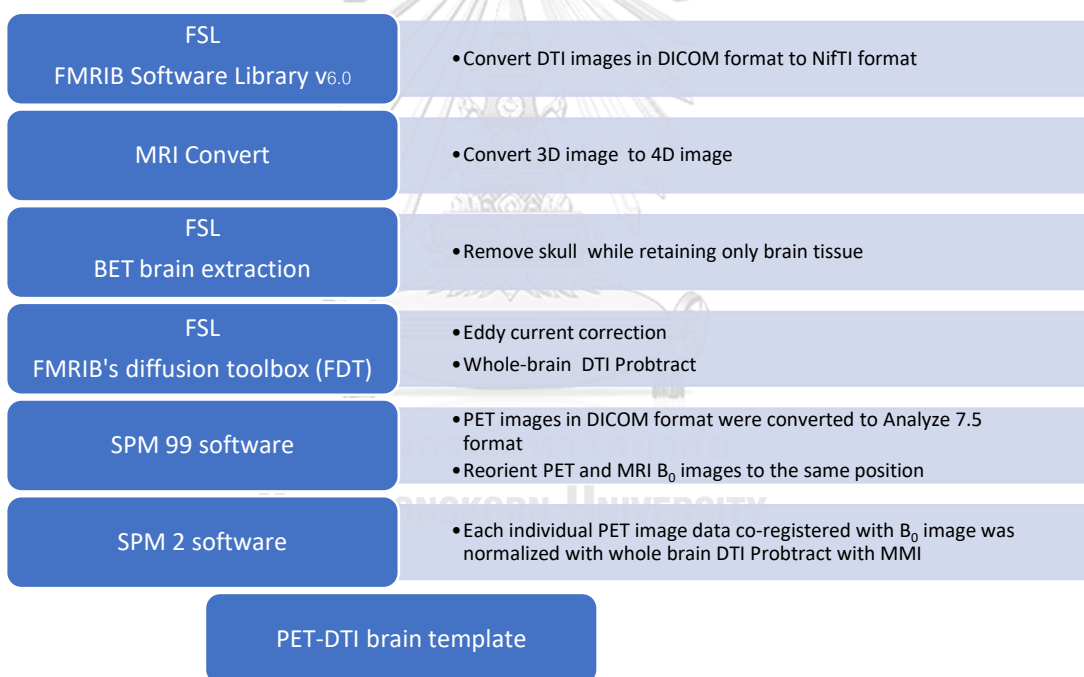 FSL
FMRIB Software Library v6.0
•Convert DTI images in DICOM format to NifTI format
MRI Convert
•Convert 3D image to 4D image
FSL
BET brain extraction
•Remove skull while retaining only brain tissue
FSL
FMRIB's diffusion toolbox (FDT)
•Eddy current correction
•Whole-brain DTI Probtract
SPM 99 software
•PET images in DICOM format were converted to Analyze 7.5
format
•Reorient PET and MRI B0 images to the same position
SPM 2 software
•Each individual PET image data co-registered with B0 image was
normalized with whole brain DTI Probtract with MMI
PET-DTI brain template